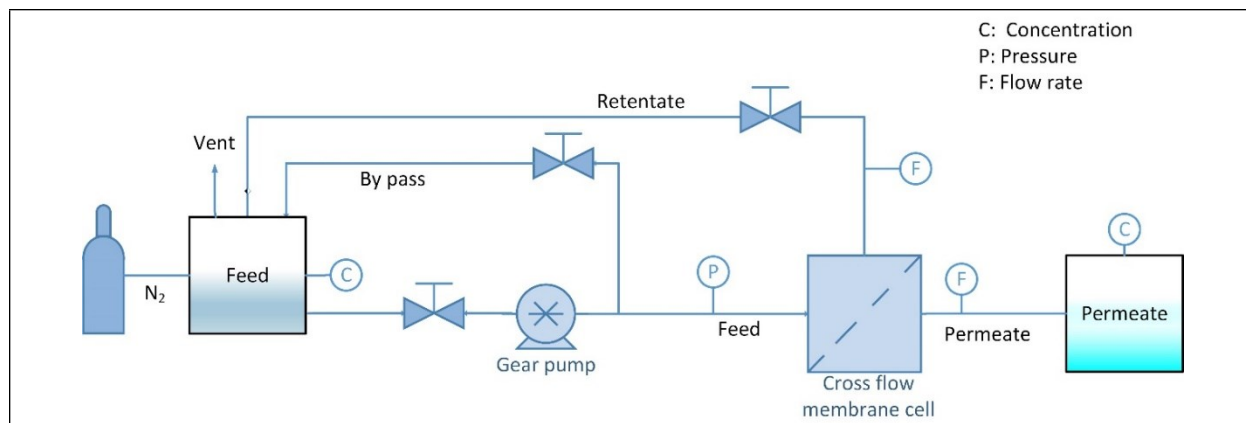 C: Concentration
P: Pressure
F: Flow rate
Retentate
Vent
By pass
F
C
Feed
C
N₂
P
F
Feed
Permeate
Permeate
Gear pump
Cross flow
membrane cell